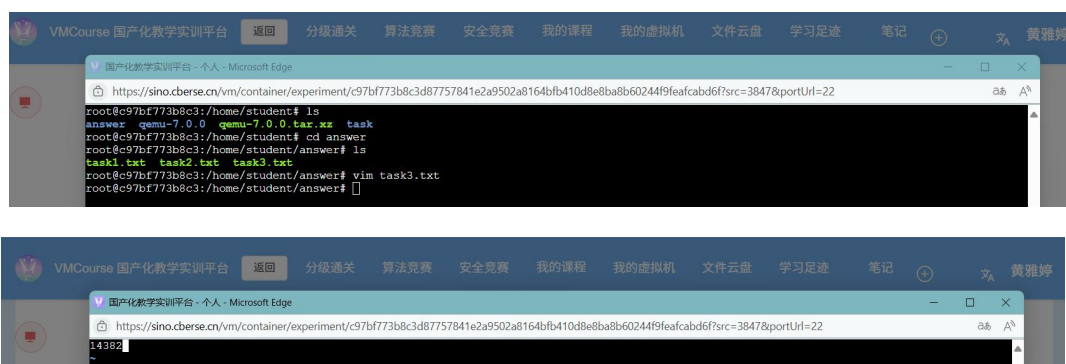 VMCourse 国产化教学实训平台 返回 分级通关 算法竞赛 安全竞赛 我的课程 我的虚拟机 文件云盘 学习足迹 笔记 黄雅婷
国产化教学实训平台 - 个人 - Microsoft Edge
https://sino.cberse.cn/vm/container/experiment/c97bf773b8c3d87757841e2a9502a8164bfb410d8e8ba8b60244f9feafcabd6f?src=3847&portUrl=22
root@c97bf773b8c3:/home/student# ls
answer qemu-7.0.0 qemu-7.0.0.tar.xz task
root@c97bf773b8c3:/home/student# cd answer
root@c97bf773b8c3:/home/student/answer# ls
task1.txt task2.txt task3.txt
root@c97bf773b8c3:/home/student/answer# vim task3.txt
root@c97bf773b8c3:/home/student/answer#
VMCourse 国产化教学实训平台 返回 分级通关 算法竞赛 安全竞赛 我的课程 我的虚拟机 文件云盘 学习足迹 笔记 黄雅婷
国产化教学实训平台 - 个人 - Microsoft Edge
https://sino.cberse.cn/vm/container/experiment/c97bf773b8c3d87757841e2a9502a8164bfb410d8e8ba8b60244f9feafcabd6f?src=3847&portUrl=22
14382
~